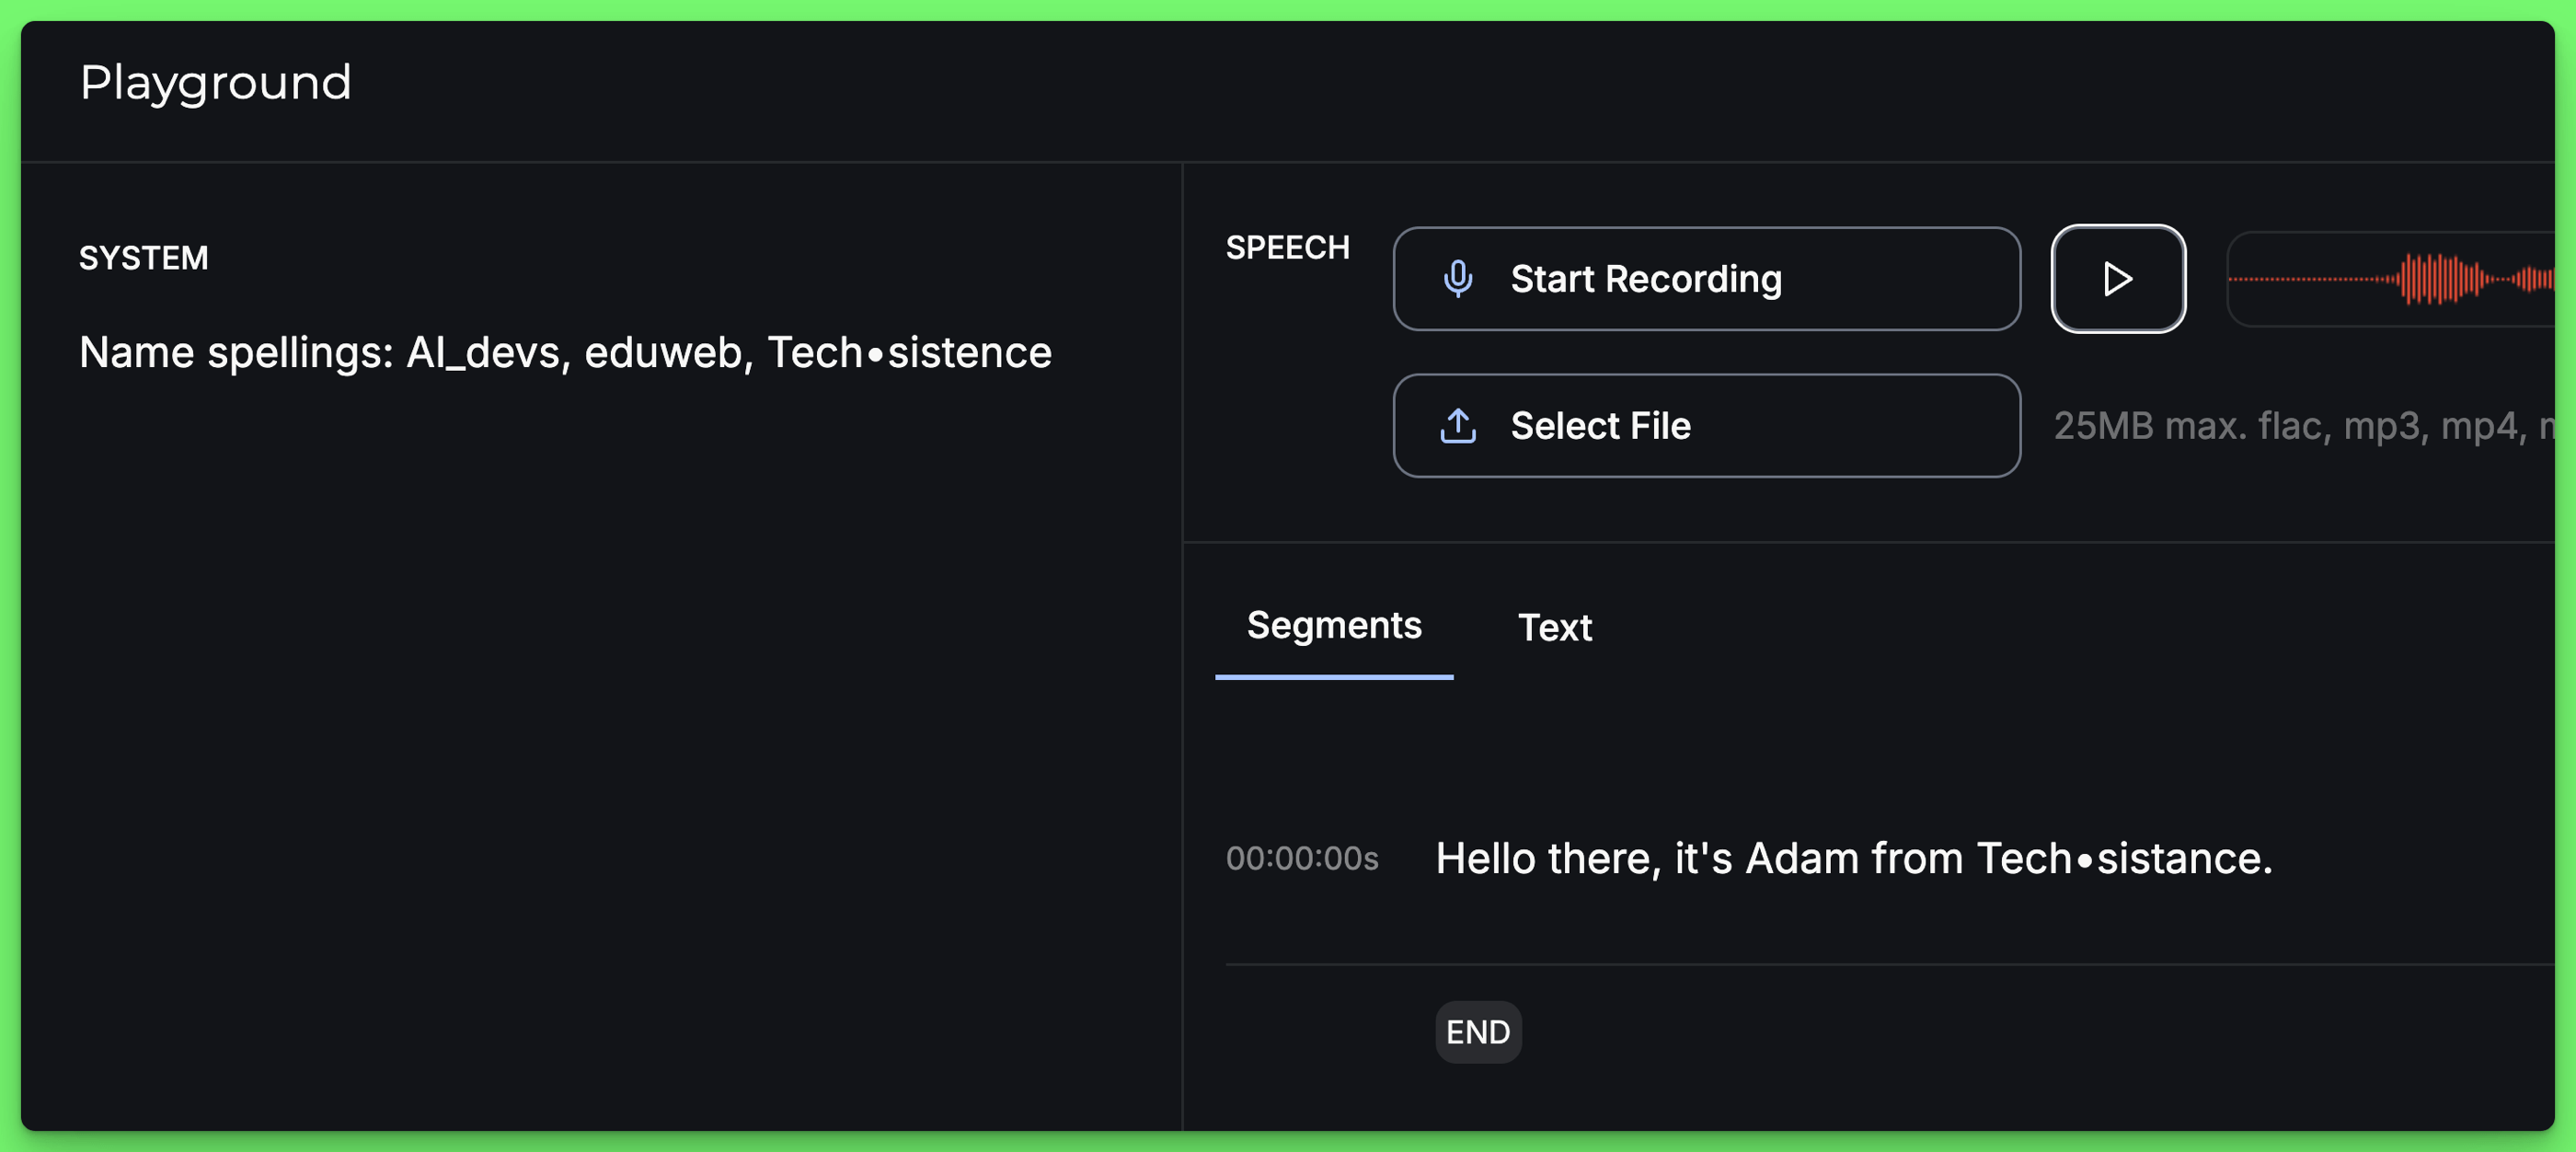 Playground
SYSTEM
Name spellings: AI_devs, eduweb, Tech•sistence
SPEECH
Start Recording
Select File
25MB max. flac, mp3, mp4,
Segments
Text
00:00:00s
Hello there, it's Adam from Tech•sistance.
END